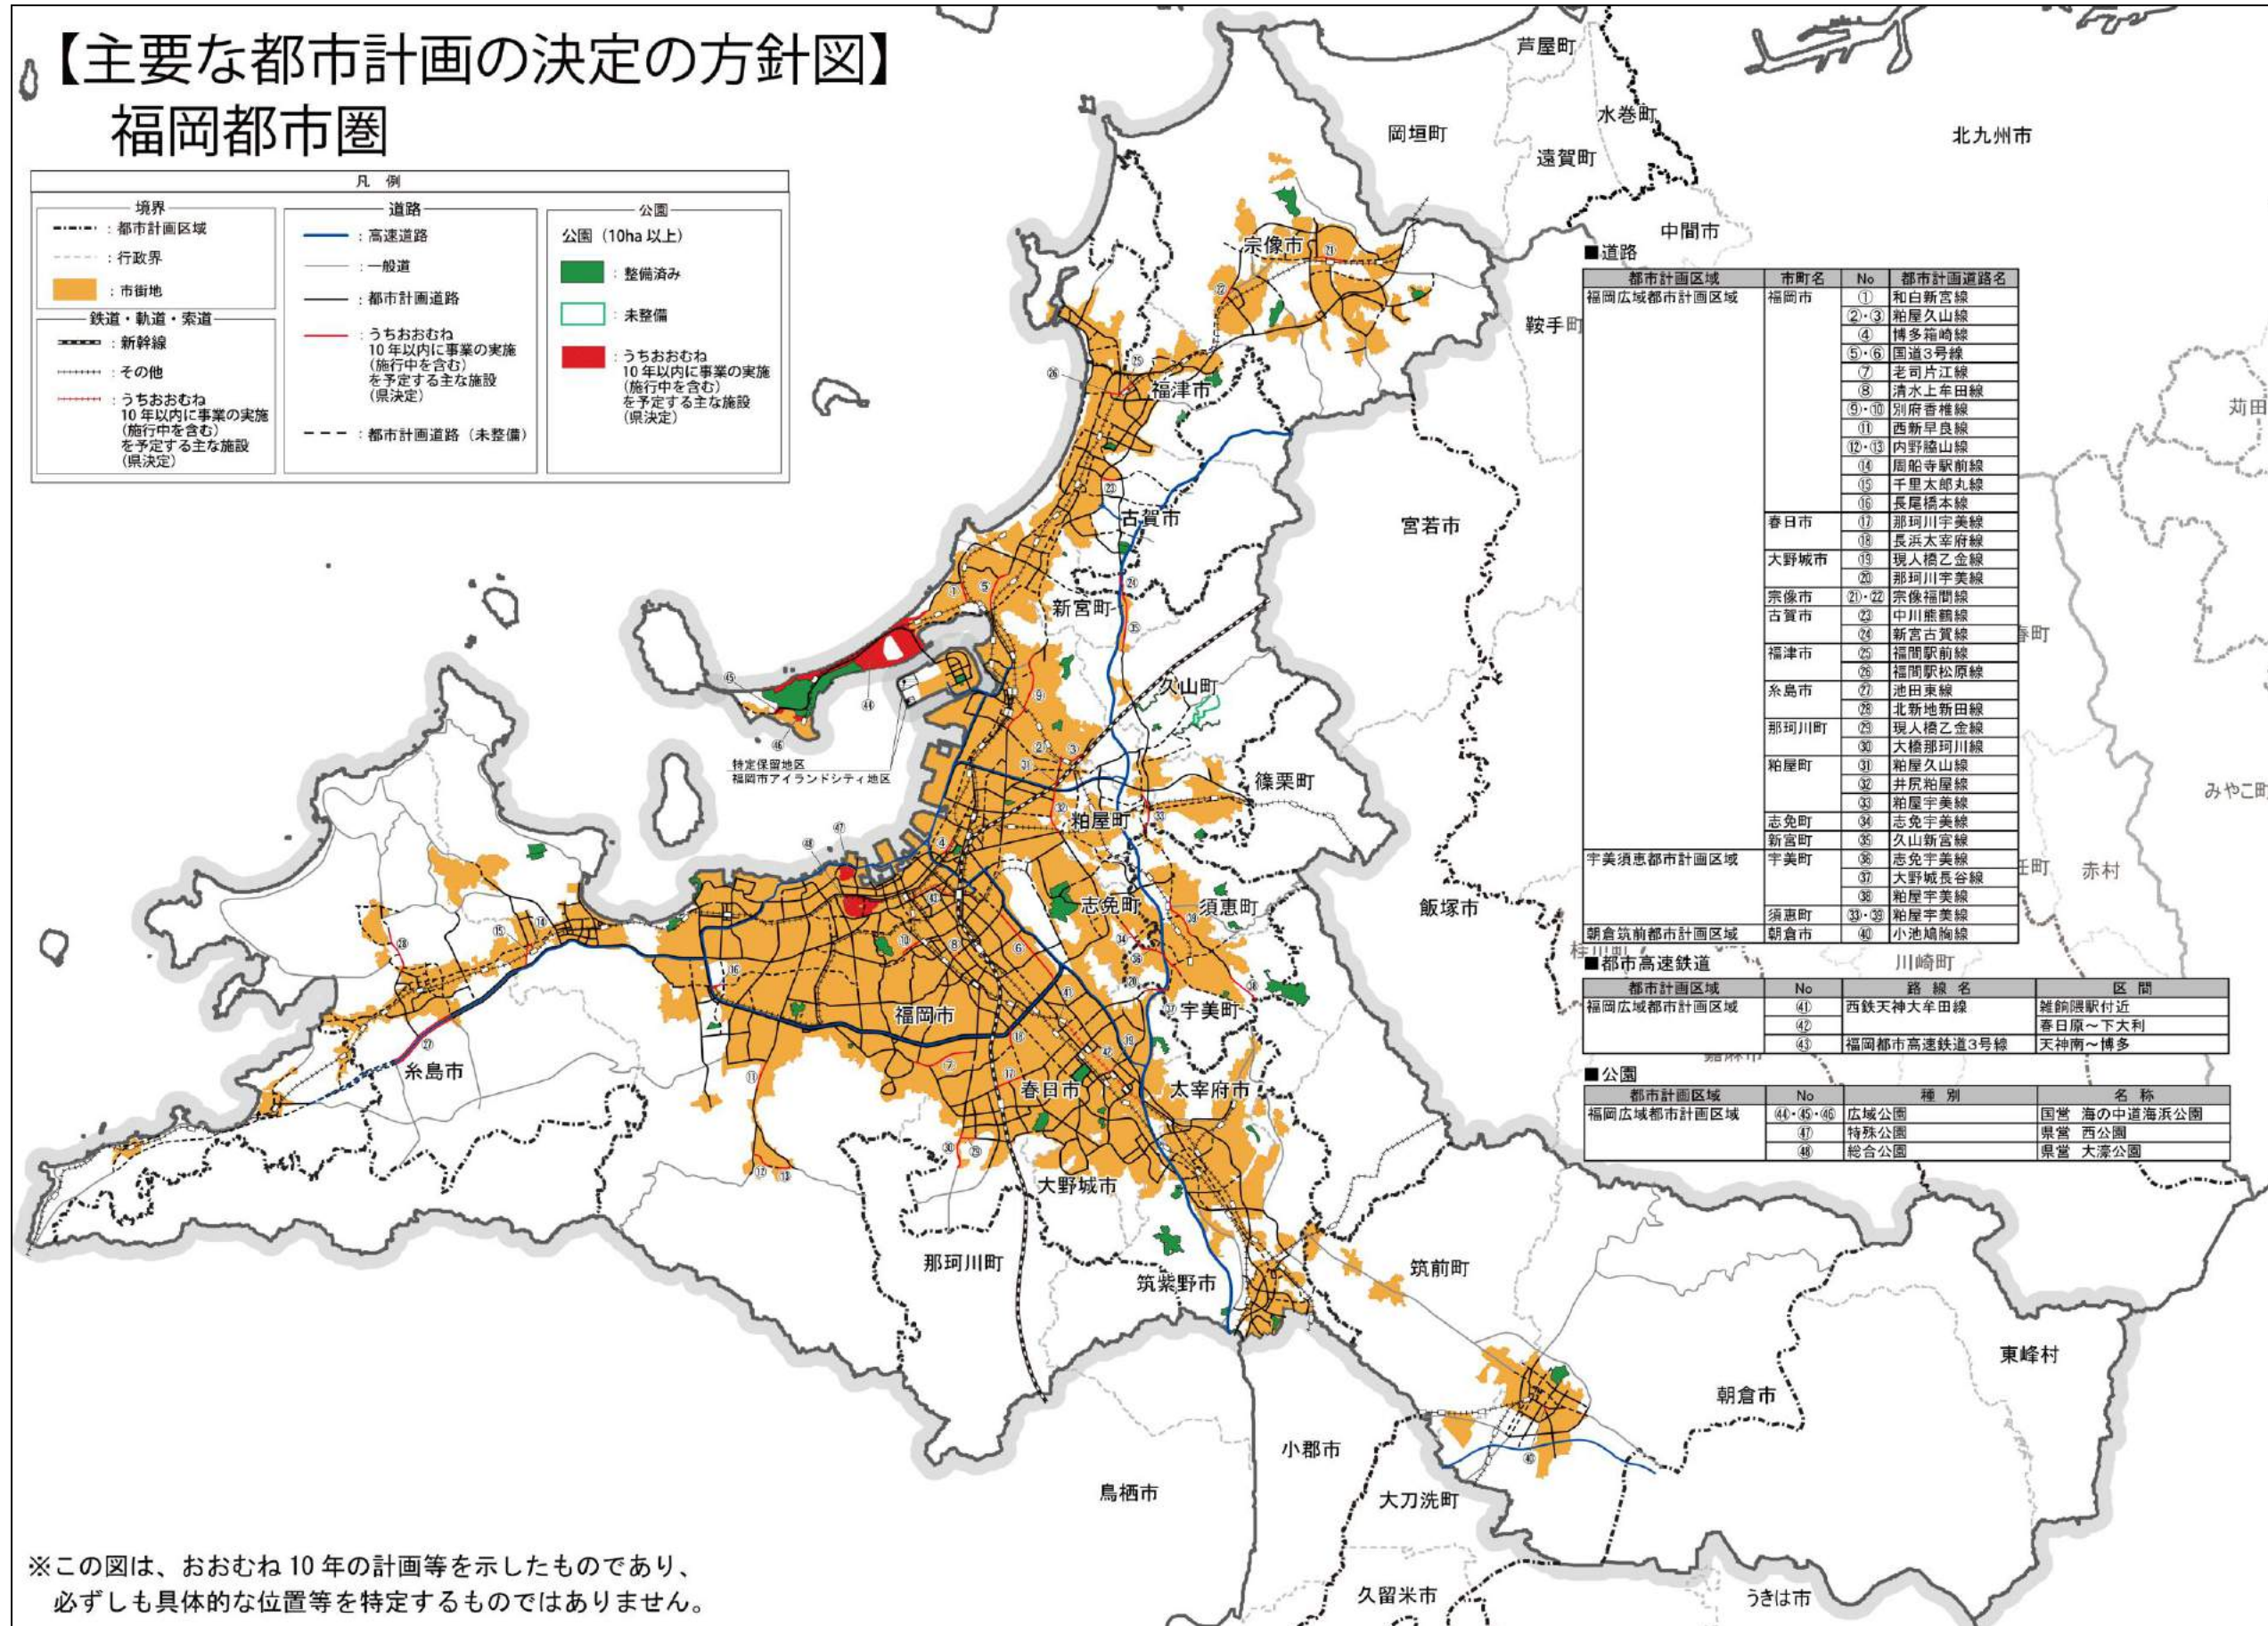 【主要な都市計画の決定の方針図】
福岡都市圏
凡 例
境界
：都市計画区域
：行政界
：市街地
鉄道・軌道・索道
：新幹線
：その他
：うちおおむね
10年以内に事業の実施
(施行中を含む)
を予定する主な施設
(県決定)
道路
：高速道路
：一般道
：都市計画道路
：うちおおむね
10年以内に事業の実施
(施行中を含む)
を予定する主な施設
(県決定)
：都市計画道路（未整備）
公園
公園（10ha 以上）
：整備済み
：未整備
：うちおおむね
10年以内に事業の実施
(施行中を含む)
を予定する主な施設
(県決定)
芦屋町
水巻町
岡垣町
遠賀町
北九州市
中間市
宗像市
鞍手町
福津市
苅田
古賀市
宮若市
新宮町
久山町
特定保留地区
福岡市アイランドシティ地区
篠栗町
みやこ町
粕屋町
赤村
志免町
須恵町
飯塚市
桂川町
川崎町
福岡市
宇美町
糸島市
春日市
太宰府市
大野城市
那珂川町
筑紫野市
筑前町
東峰村
朝倉市
小郡市
鳥栖市
大刀洗町
久留米市
うきは市
■道路
都市計画区域 市町名 No 都市計画道路名
福岡広域都市計画区域 福岡市 ① 和白新宮線
②・③ 粕屋久山線
④ 博多箱崎線
⑤・⑥ 国道3号線
⑦ 老司片江線
⑧ 清水上牟田線
⑨・⑩ 別府香椎線
⑪ 西新早良線
⑫・⑬ 内野脇山線
⑭ 周船寺駅前線
⑮ 千里太郎丸線
⑯ 長尾橋本線
春日市 ⑰ 那珂川宇美線
⑱ 長浜太宰府線
大野城市 ⑲ 現人橋乙金線
⑳ 那珂川宇美線
宗像市 ㉑・㉒ 宗像福間線
古賀市 ㉓ 中川熊鶴線
㉔ 新宮古賀線
福津市 ㉕ 福間駅前線
㉖ 福間駅松原線
糸島市 ㉗ 池田東線
㉘ 北新地新田線
那珂川町 ㉙ 現人橋乙金線
㉚ 大橋那珂川線
粕屋町 ㉛ 粕屋久山線
㉜ 井尻粕屋線
㉝ 粕屋宇美線
志免町 ㉞ 志免宇美線
新宮町 ㉟ 久山新宮線
宇美須恵都市計画区域 宇美町 ㊱ 志免宇美線
㊲ 大野城長谷線
㊳ 粕屋宇美線
須恵町 ㉝・㊴ 粕屋宇美線
朝倉筑前都市計画区域 朝倉市 ㊵ 小池鳩胸線
■都市高速鉄道
都市計画区域 No 路 線 名 区 間
福岡広域都市計画区域 ㊶ 西鉄天神大牟田線 雑餉隈駅付近
㊷ 春日原～下大利
㊸ 福岡都市高速鉄道3号線 天神南～博多
■公園
都市計画区域 No 種 別 名 称
福岡広域都市計画区域 ㊹・㊺・㊻ 広域公園 国営 海の中道海浜公園
㊼ 特殊公園 県営 西公園
㊽ 総合公園 県営 大濠公園
※この図は、おおむね10年の計画等を示したものであり、
必ずしも具体的な位置等を特定するものではありません。